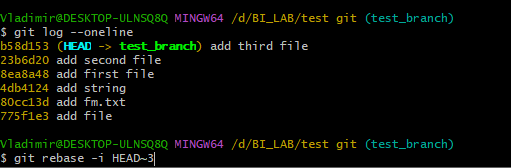 Vladimir@DESKTOP-ULNSQ8Q MINGW64 /d/BI_LAB/test git (test_branch)
$ git log --oneline
b58d153 (HEAD -> test_branch) add third file
23b6d20 add second file
8ea8a48 add first file
4db4124 add string
80cc13d add fm.txt
775f1e3 add file
Vladimir@DESKTOP-ULNSQ8Q MINGW64 /d/BI_LAB/test git (test_branch)
$ git rebase -i HEAD~3